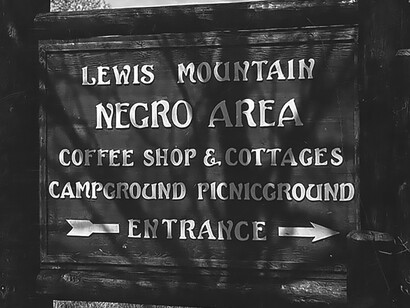 LEWIS MOUNTAIN
NEGRO AREA
COFFEE SHOP & COTTAGES
CAMPGROUND PICNICGROUND
ENTRANCE